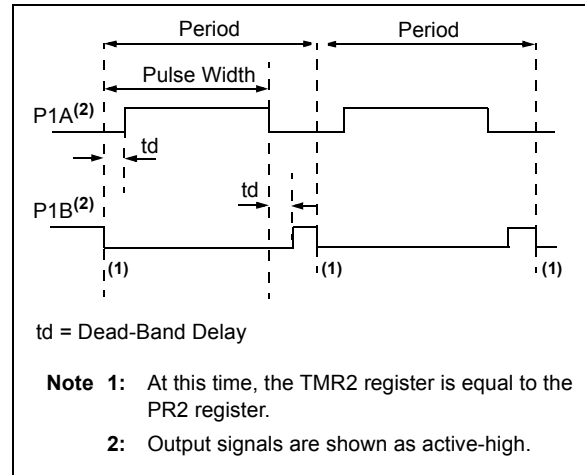 Period Period
Pulse Width
P1A(2)
td
td
P1B(2)
(1) (1) (1)
td = Dead-Band Delay
Note 1: At this time, the TMR2 register is equal to the
PR2 register.
2: Output signals are shown as active-high.